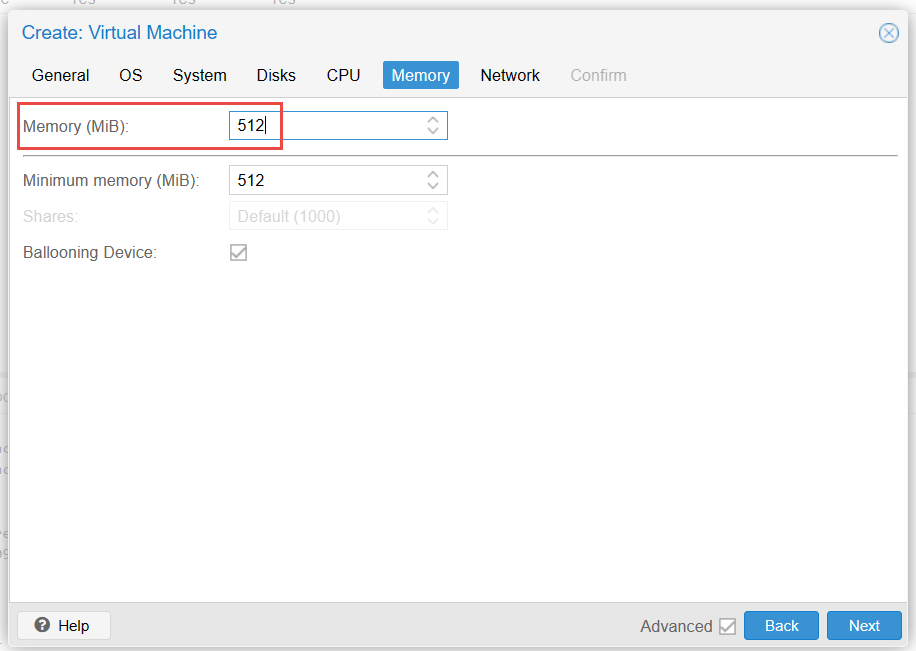 Create: Virtual Machine
General OS System Disks CPU Memory Network Confirm
Memory (MiB): 512
Minimum memory (MiB): 512
Shares: Default (1000)
Ballooning Device:
Help Advanced Back Next